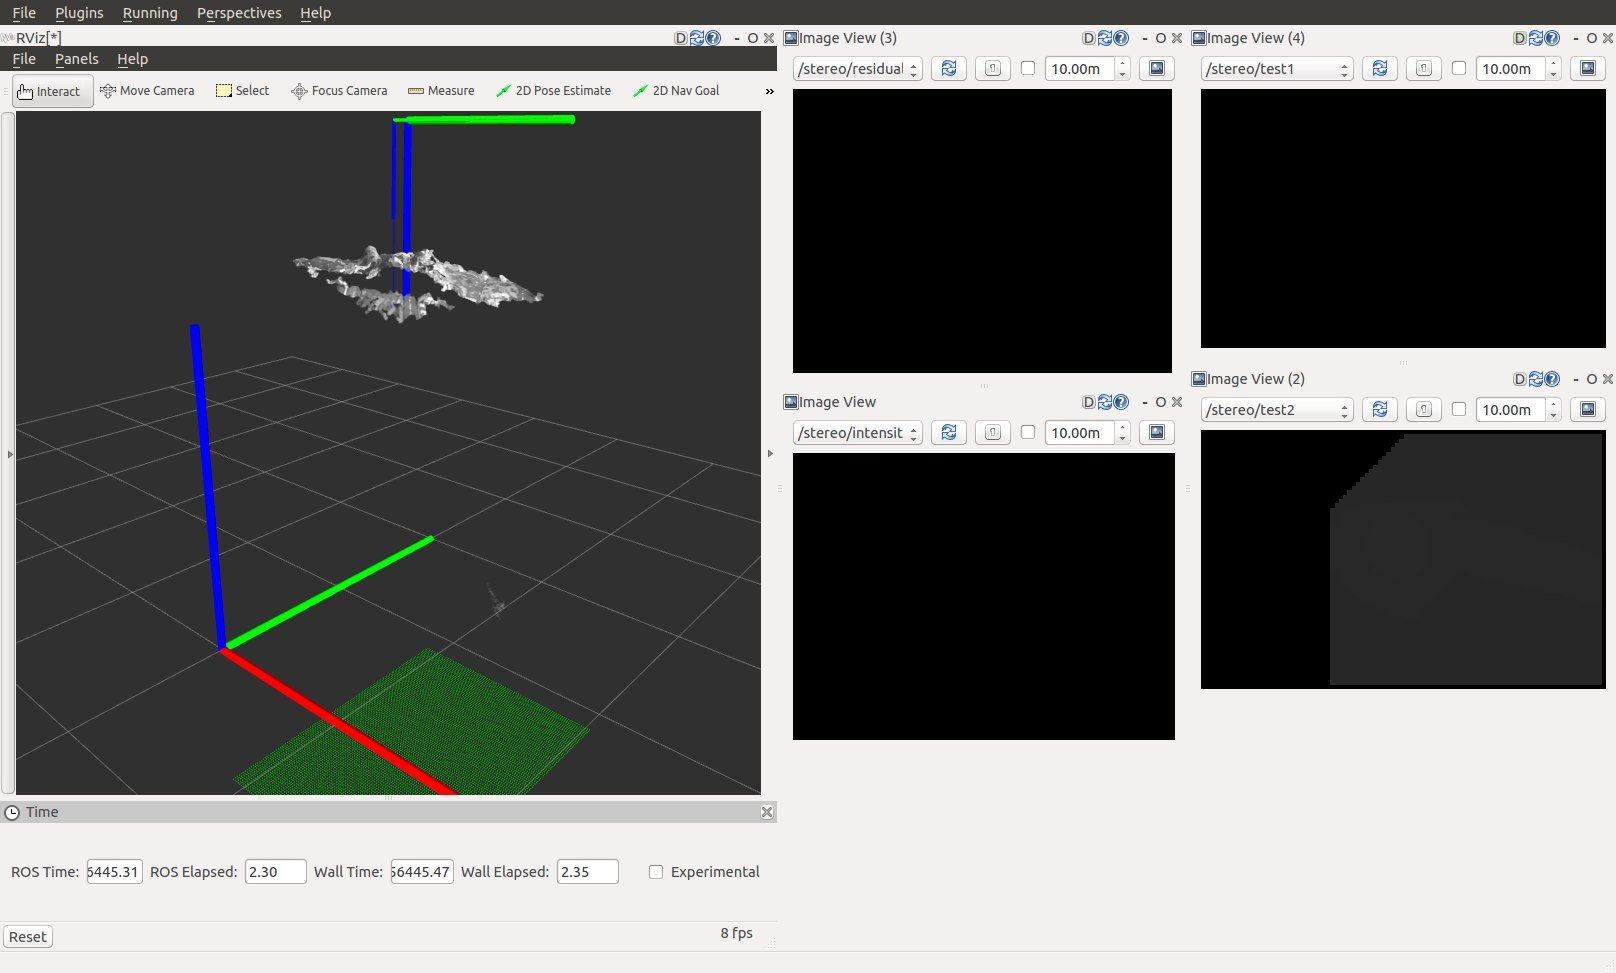 File Plugins Running Perspectives Help
RViz[*] D - O
File Panels Help
Interact Move Camera Select Focus Camera Measure 2D Pose Estimate 2D Nav Goal »
Time
ROS Time: 6445.31 ROS Elapsed: 2.30 Wall Time: 56445.47 Wall Elapsed: 2.35 Experimental
Reset 8 fps
Image View (3) D - O
/stereo/residual 10.00m
Image View D - O
/stereo/intensit 10.00m
Image View (4) D - O
/stereo/test1 10.00m
Image View (2) D - O
/stereo/test2 10.00m